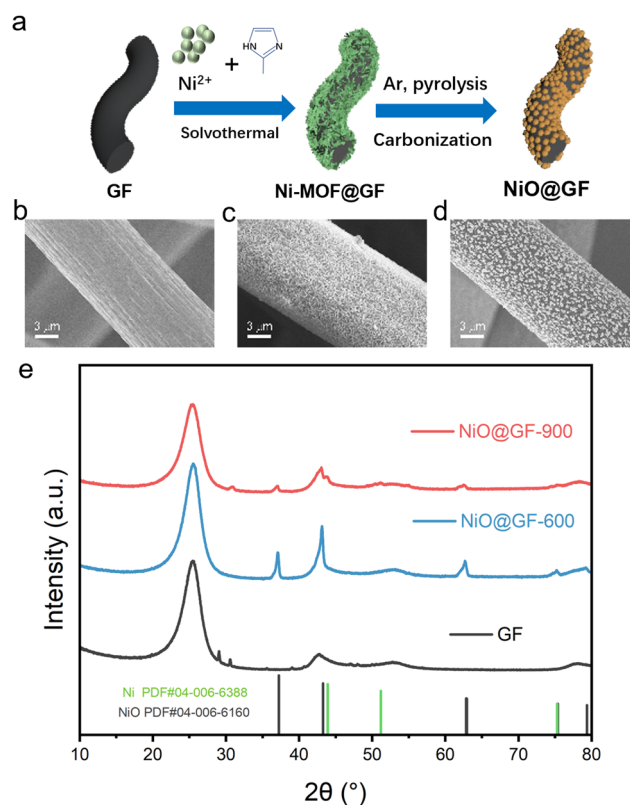 a
Ni²⁺
+
HN
N
Solvothermal
Ar, pyrolysis
Carbonization
GF
Ni-MOF@GF
NiO@GF
b
c
d
3 μm
3 μm
3 μm
e
NiO@GF-900
NiO@GF-600
GF
Ni PDF#04-006-6388
NiO PDF#04-006-6160
Intensity (a.u.)
10 20 30 40 50 60 70 80
2θ (°)